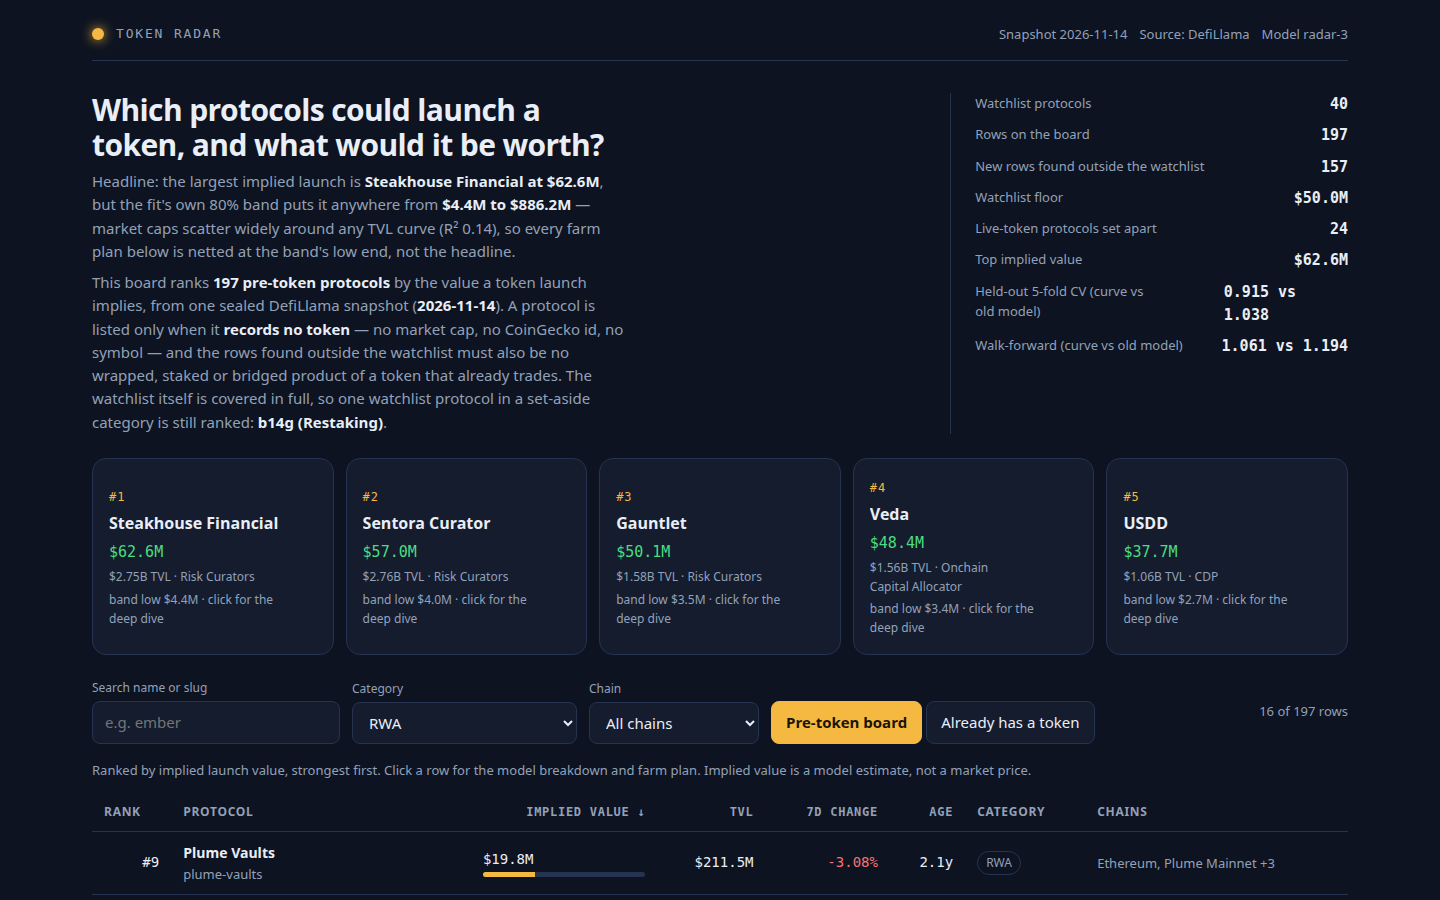 TOKEN RADAR
Snapshot 2026-11-14 Source: DefiLlama Model radar-3
Which protocols could launch a
token, and what would it be worth?
Headline: the largest implied launch is Steakhouse Financial at $62.6M,
but the fit's own 80% band puts it anywhere from $4.4M to $886.2M —
market caps scatter widely around any TVL curve (R² 0.14), so every farm
plan below is netted at the band's low end, not the headline.
This board ranks 197 pre-token protocols by the value a token launch
implies, from one sealed DefiLlama snapshot (2026-11-14). A protocol is
listed only when it records no token — no market cap, no CoinGecko id, no
symbol — and the rows found outside the watchlist must also be no
wrapped, staked or bridged product of a token that already trades. The
watchlist itself is covered in full, so one watchlist protocol in a set-aside
category is still ranked: b14g (Restaking).
Watchlist protocols 40
Rows on the board 197
New rows found outside the watchlist 157
Watchlist floor $50.0M
Live-token protocols set apart 24
Top implied value $62.6M
Held-out 5-fold CV (curve vs 0.915 vs
old model) 1.038
Walk-forward (curve vs old model) 1.061 vs 1.194
#1
Steakhouse Financial
$62.6M
$2.75B TVL · Risk Curators
band low $4.4M · click for the
deep dive
#2
Sentora Curator
$57.0M
$2.76B TVL · Risk Curators
band low $4.0M · click for the
deep dive
#3
Gauntlet
$50.1M
$1.58B TVL · Risk Curators
band low $3.5M · click for the
deep dive
#4
Veda
$48.4M
$1.56B TVL · Onchain
Capital Allocator
band low $3.4M · click for the
deep dive
#5
USDD
$37.7M
$1.06B TVL · CDP
band low $2.7M · click for the
deep dive
Search name or slug
e.g. ember
Category
RWA
Chain
All chains
Pre-token board
Already has a token
16 of 197 rows
Ranked by implied launch value, strongest first. Click a row for the model breakdown and farm plan. Implied value is a model estimate, not a market price.
RANK PROTOCOL IMPLIED VALUE ↓ TVL 7D CHANGE AGE CATEGORY CHAINS
#9 Plume Vaults $19.8M $211.5M -3.08% 2.1y RWA Ethereum, Plume Mainnet +3
plume-vaults